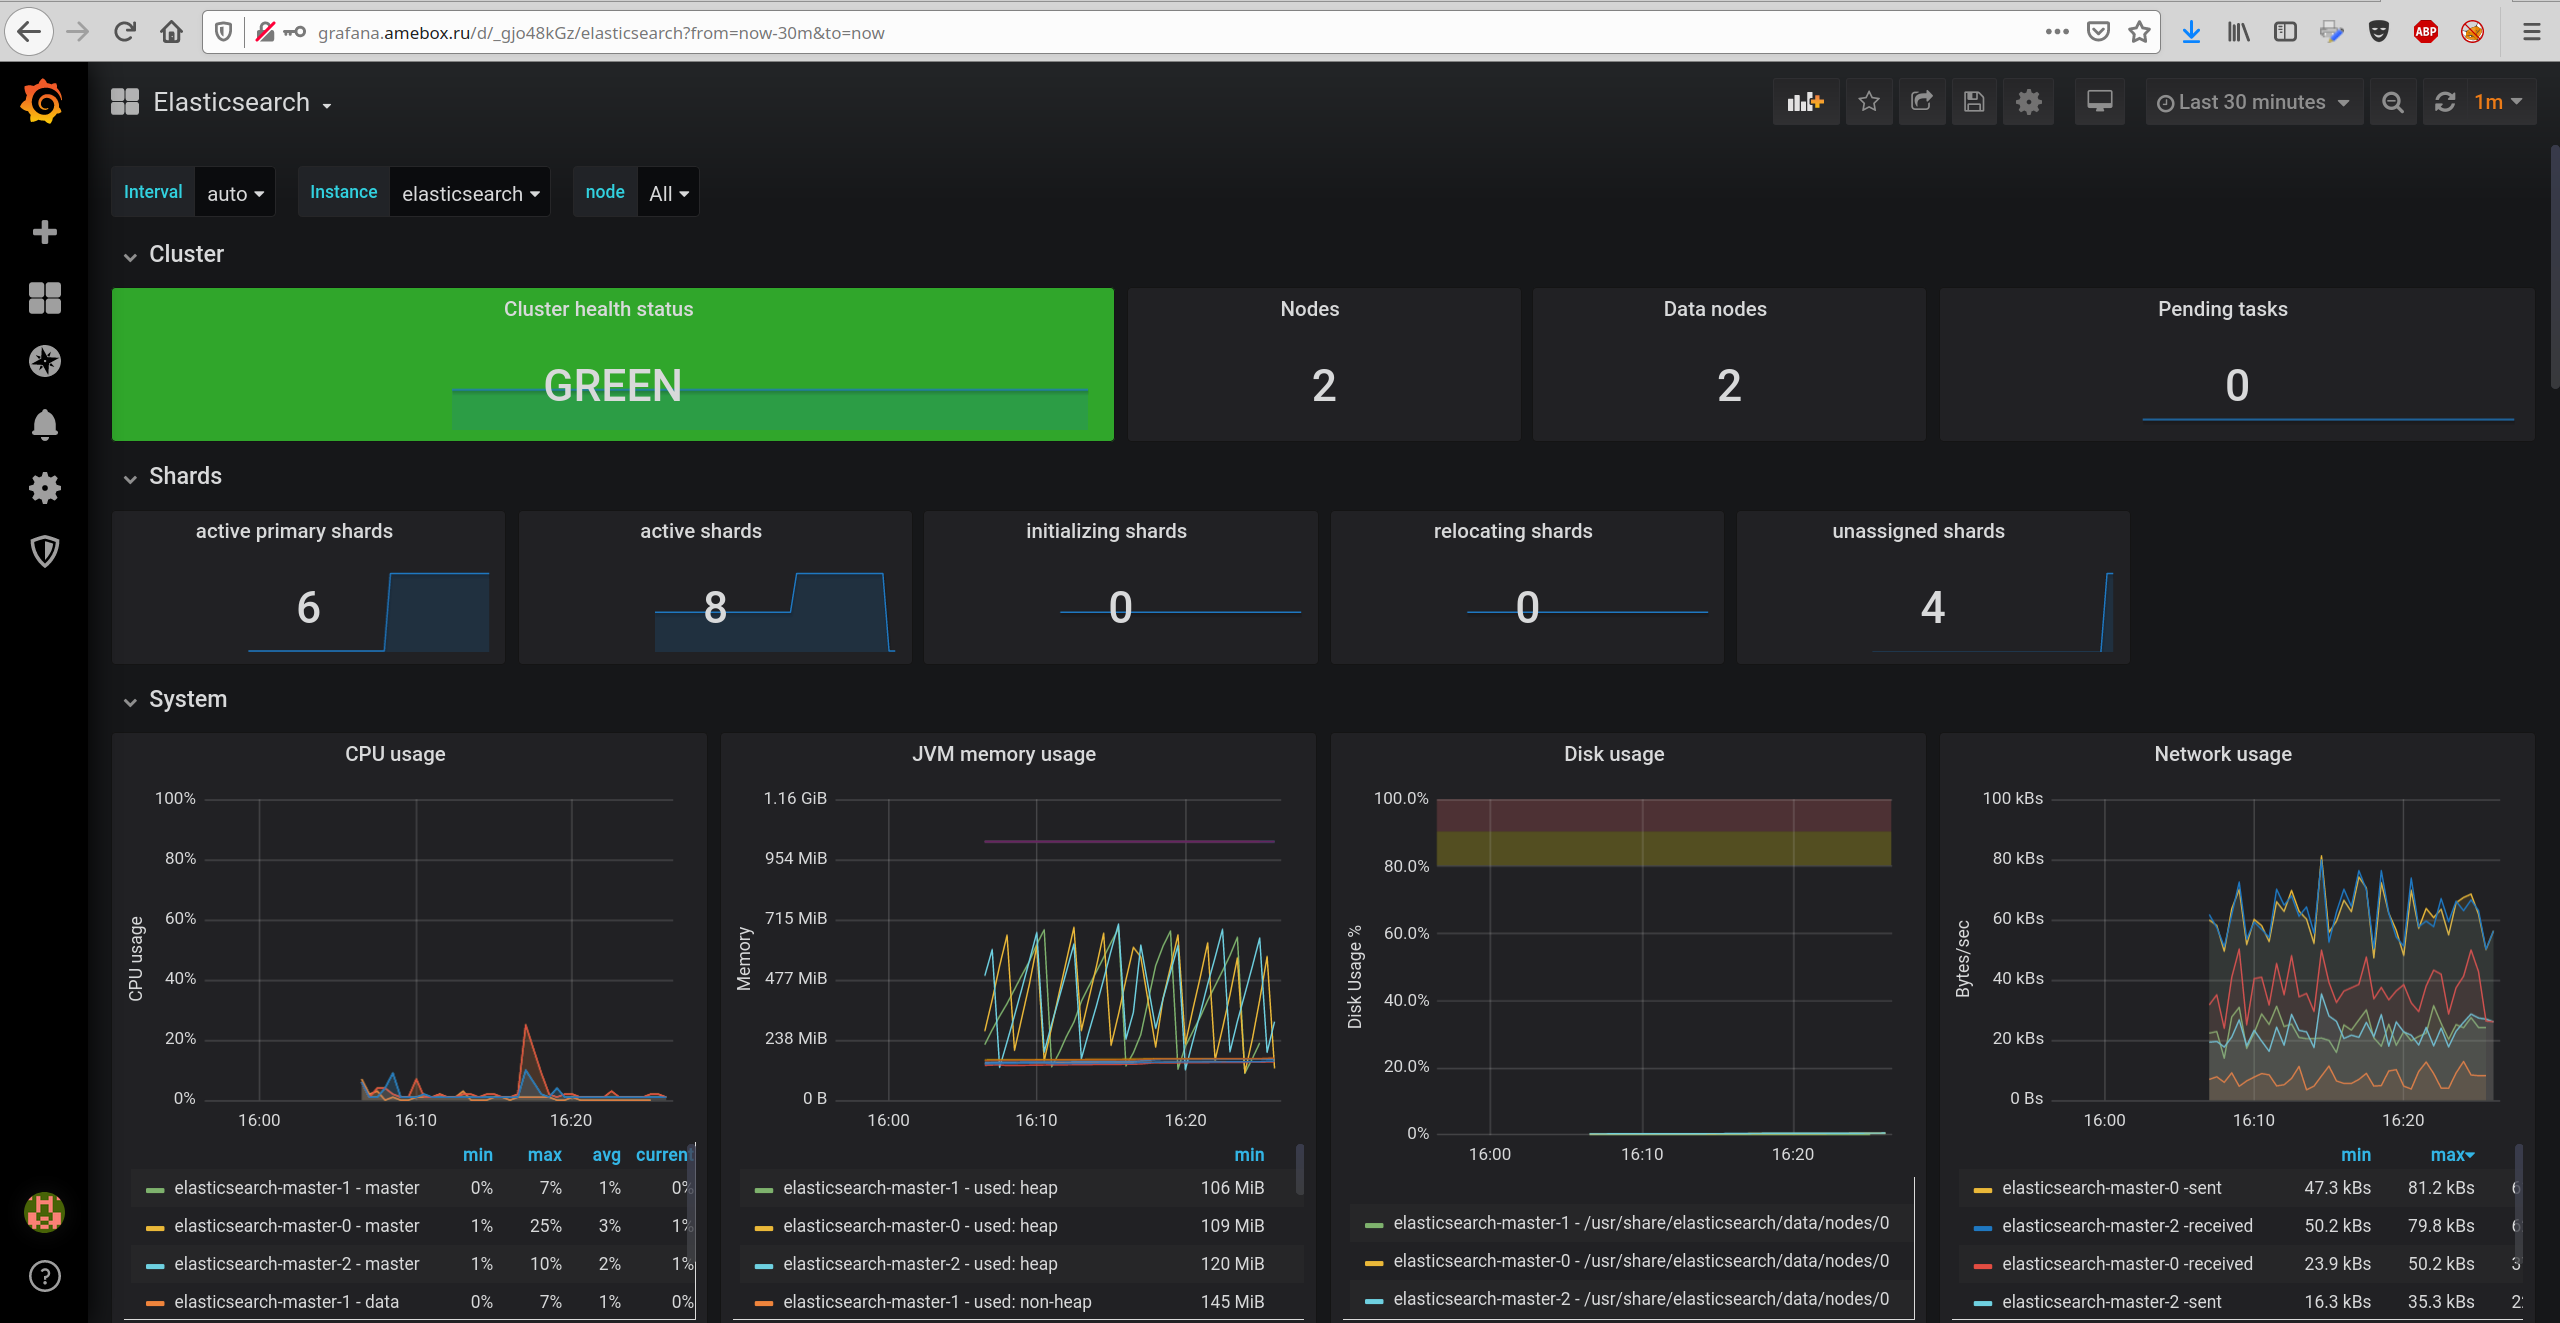 grafana.amebox.ru/d/_gjo48kGz/elasticsearch?from=now-30m&to=now
ABP
Elasticsearch
Last 30 minutes
1m
Interval auto
Instance elasticsearch
node All
Cluster
Cluster health status
GREEN
Nodes
2
Data nodes
2
Pending tasks
0
Shards
active primary shards
6
active shards
8
initializing shards
0
relocating shards
0
unassigned shards
4
System
CPU usage
CPU usage
100%
80%
60%
40%
20%
0%
16:00 16:10 16:20
min max avg current
elasticsearch-master-1 - master 0% 7% 1% 0%
elasticsearch-master-0 - master 1% 25% 3% 1%
elasticsearch-master-2 - master 1% 10% 2% 1%
elasticsearch-master-1 - data 0% 7% 1% 0%
JVM memory usage
Memory
1.16 GiB
954 MiB
715 MiB
477 MiB
238 MiB
0 B
16:00 16:10 16:20
min
elasticsearch-master-1 - used: heap 106 MiB
elasticsearch-master-0 - used: heap 109 MiB
elasticsearch-master-2 - used: heap 120 MiB
elasticsearch-master-1 - used: non-heap 145 MiB
Disk usage
Disk Usage %
100.0%
80.0%
60.0%
40.0%
20.0%
0%
16:00 16:10 16:20
elasticsearch-master-1 - /usr/share/elasticsearch/data/nodes/0
elasticsearch-master-0 - /usr/share/elasticsearch/data/nodes/0
elasticsearch-master-2 - /usr/share/elasticsearch/data/nodes/0
Network usage
Bytes/sec
100 kBs
80 kBs
60 kBs
40 kBs
20 kBs
0 Bs
16:00 16:10 16:20
min max
elasticsearch-master-0 -sent 47.3 kBs 81.2 kBs
elasticsearch-master-2 -received 50.2 kBs 79.8 kBs
elasticsearch-master-0 -received 23.9 kBs 50.2 kBs
elasticsearch-master-2 -sent 16.3 kBs 35.3 kBs